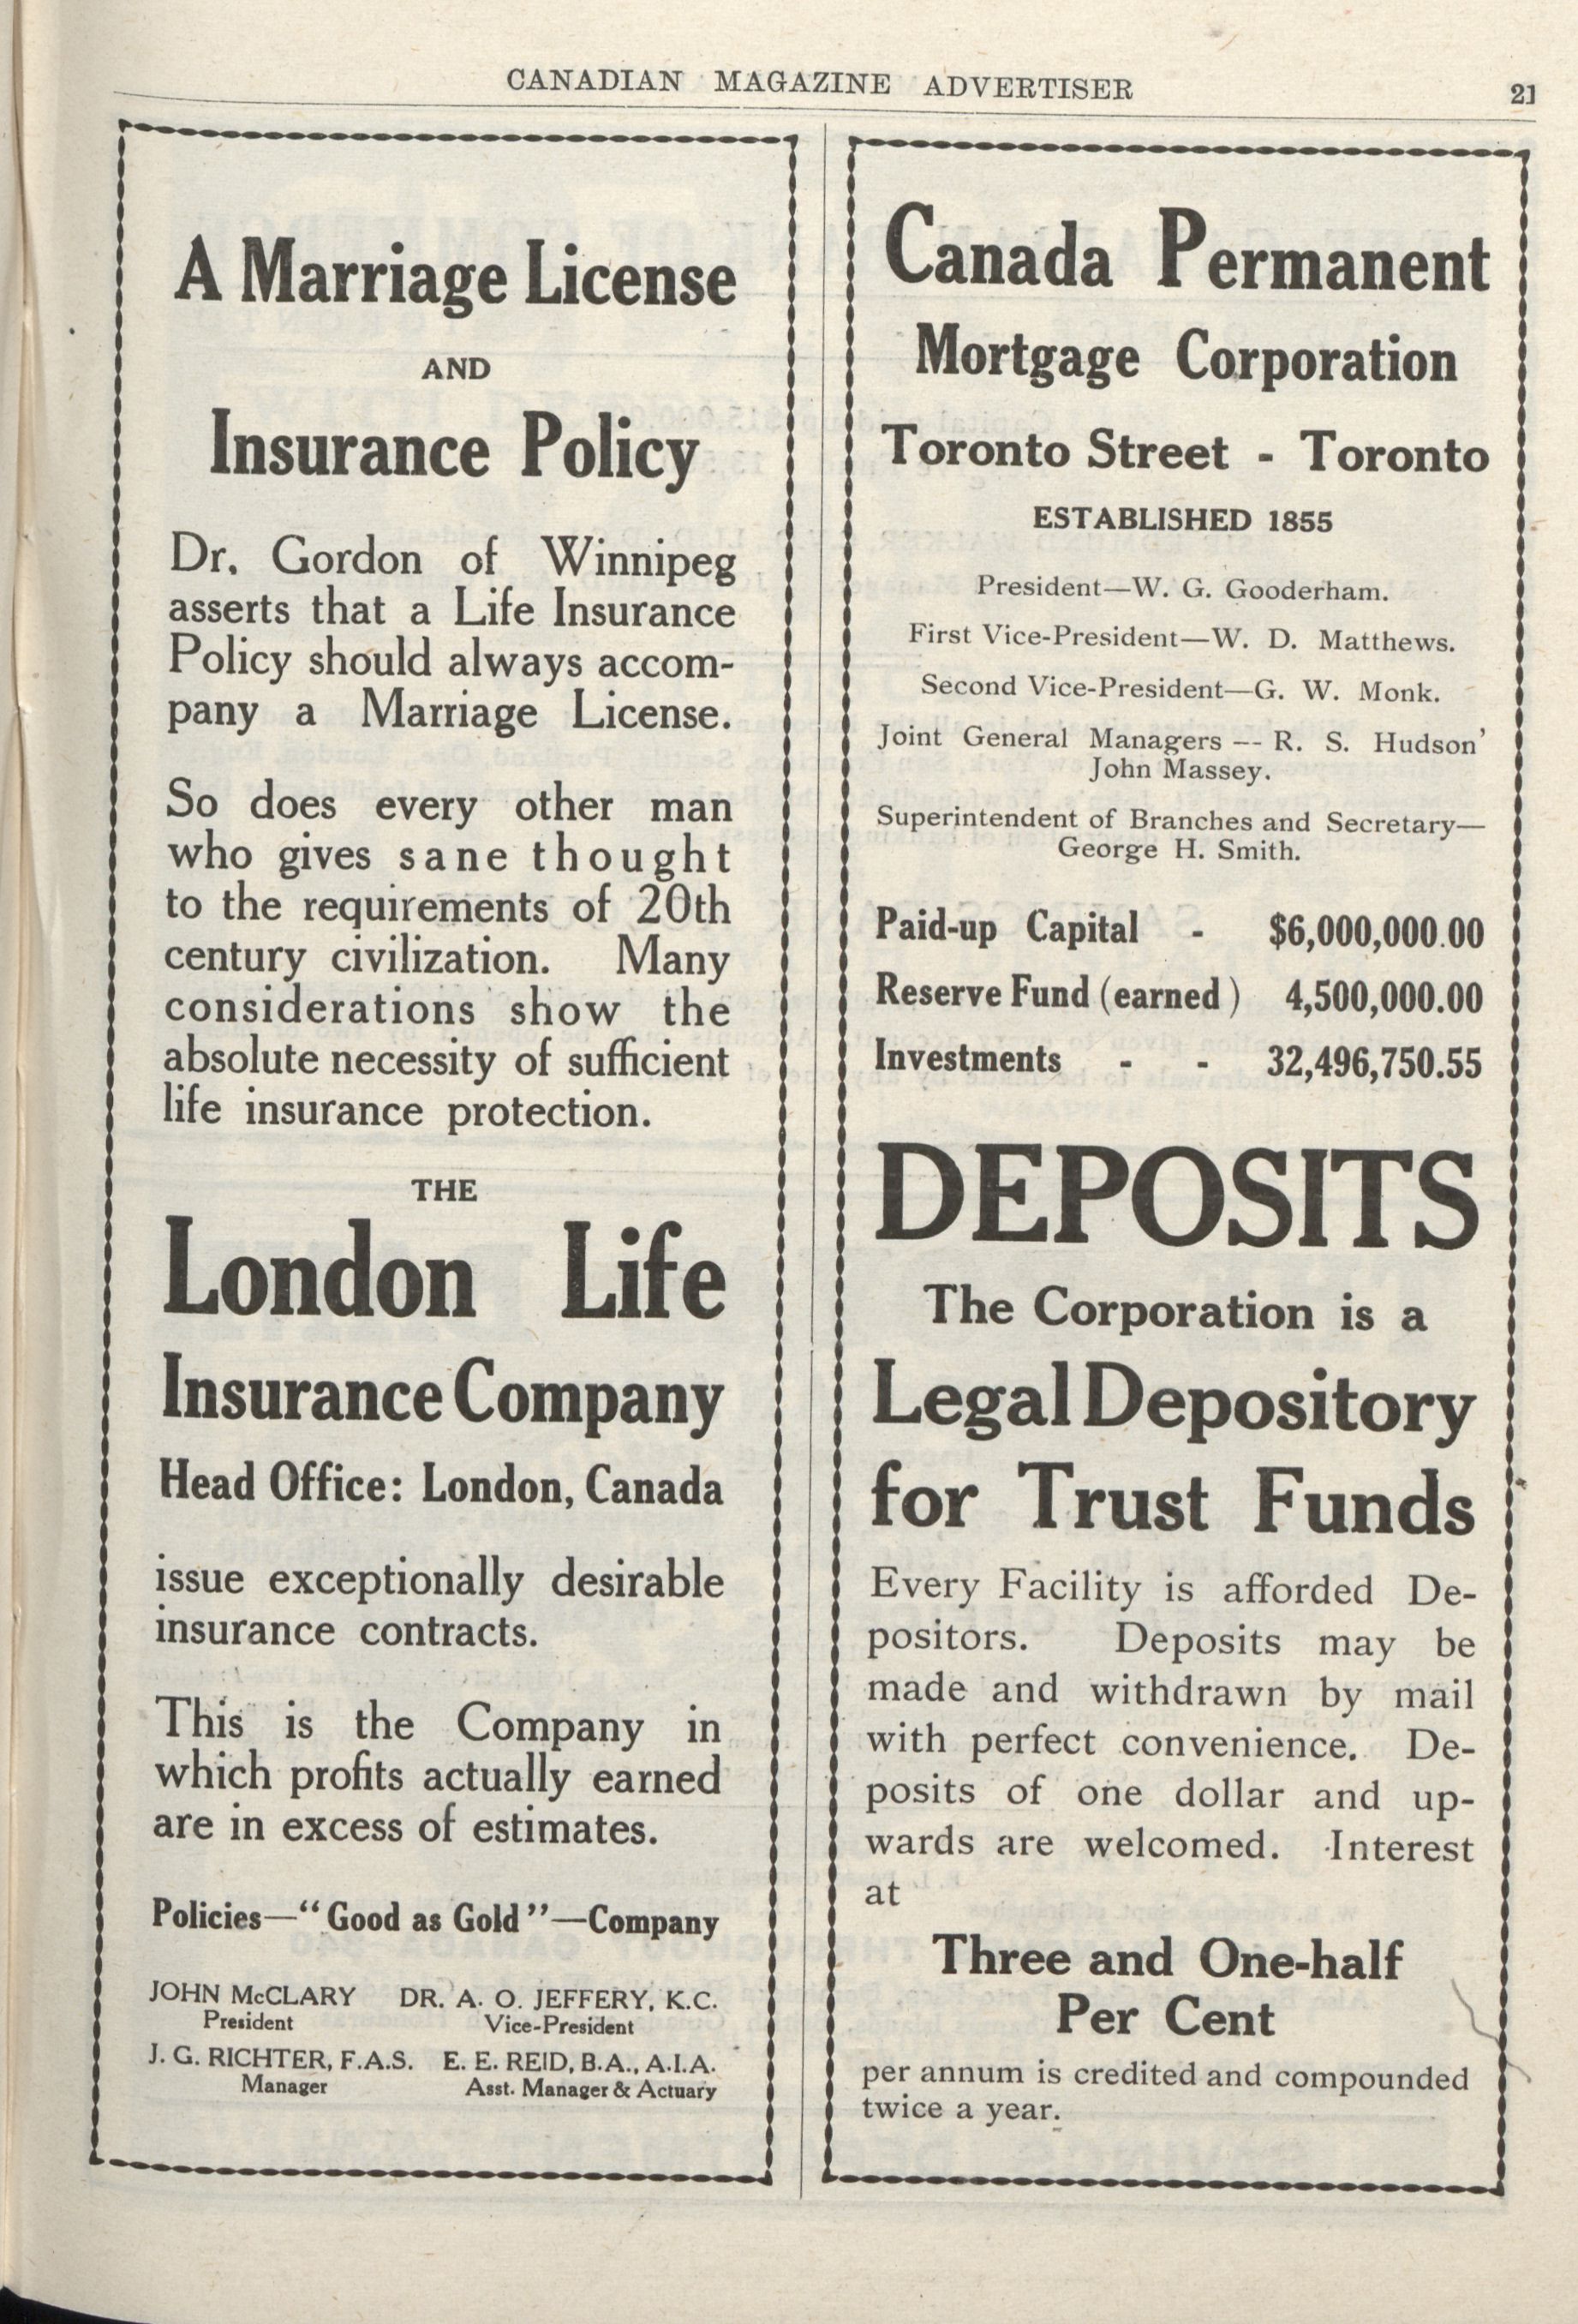 CANADIAN MAGAZINE ADVERTISER
21
A Marriage License
AND
Insurance Policy
Dr. Gordon of Winnipeg
asserts that a Life Insurance
Policy should always accom-
pany a Marriage License.
So does every other man
who gives sane thought
to the requirements of 20th
century civilization. Many
considerations show the
absolute necessity of sufficient
life insurance protection.
THE
London Life
Insurance Company
Head Office: London, Canada
issue exceptionally desirable
insurance contracts.
This is the Company in
which profits actually earned
are in excess of estimates.
Policies—"Good as Gold"—Company
JOHN McCLARY DR. A. O. JEFFERY, K.C.
President Vice-President
J. G. RICHTER, F.A.S. E. E. REID, B.A., A.I.A.
Manager Asst. Manager & Actuary
Canada Permanent
Mortgage Corporation
Toronto Street - Toronto
ESTABLISHED 1855
President—W. G. Gooderham.
First Vice-President—W. D. Matthews.
Second Vice-President—G. W. Monk.
Joint General Managers -- R. S. Hudson'
John Massey.
Superintendent of Branches and Secretary—
George H. Smith.
Paid-up Capital - $6,000,000.00
Reserve Fund (earned) 4,500,000.00
Investments - - 32,496,750.55
DEPOSITS
The Corporation is a
Legal Depository
for Trust Funds
Every Facility is afforded De-
positors. Deposits may be
made and withdrawn by mail
with perfect convenience. De-
posits of one dollar and up-
wards are welcomed. Interest
at
Three and One-half
Per Cent
per annum is credited and compounded
twice a year.